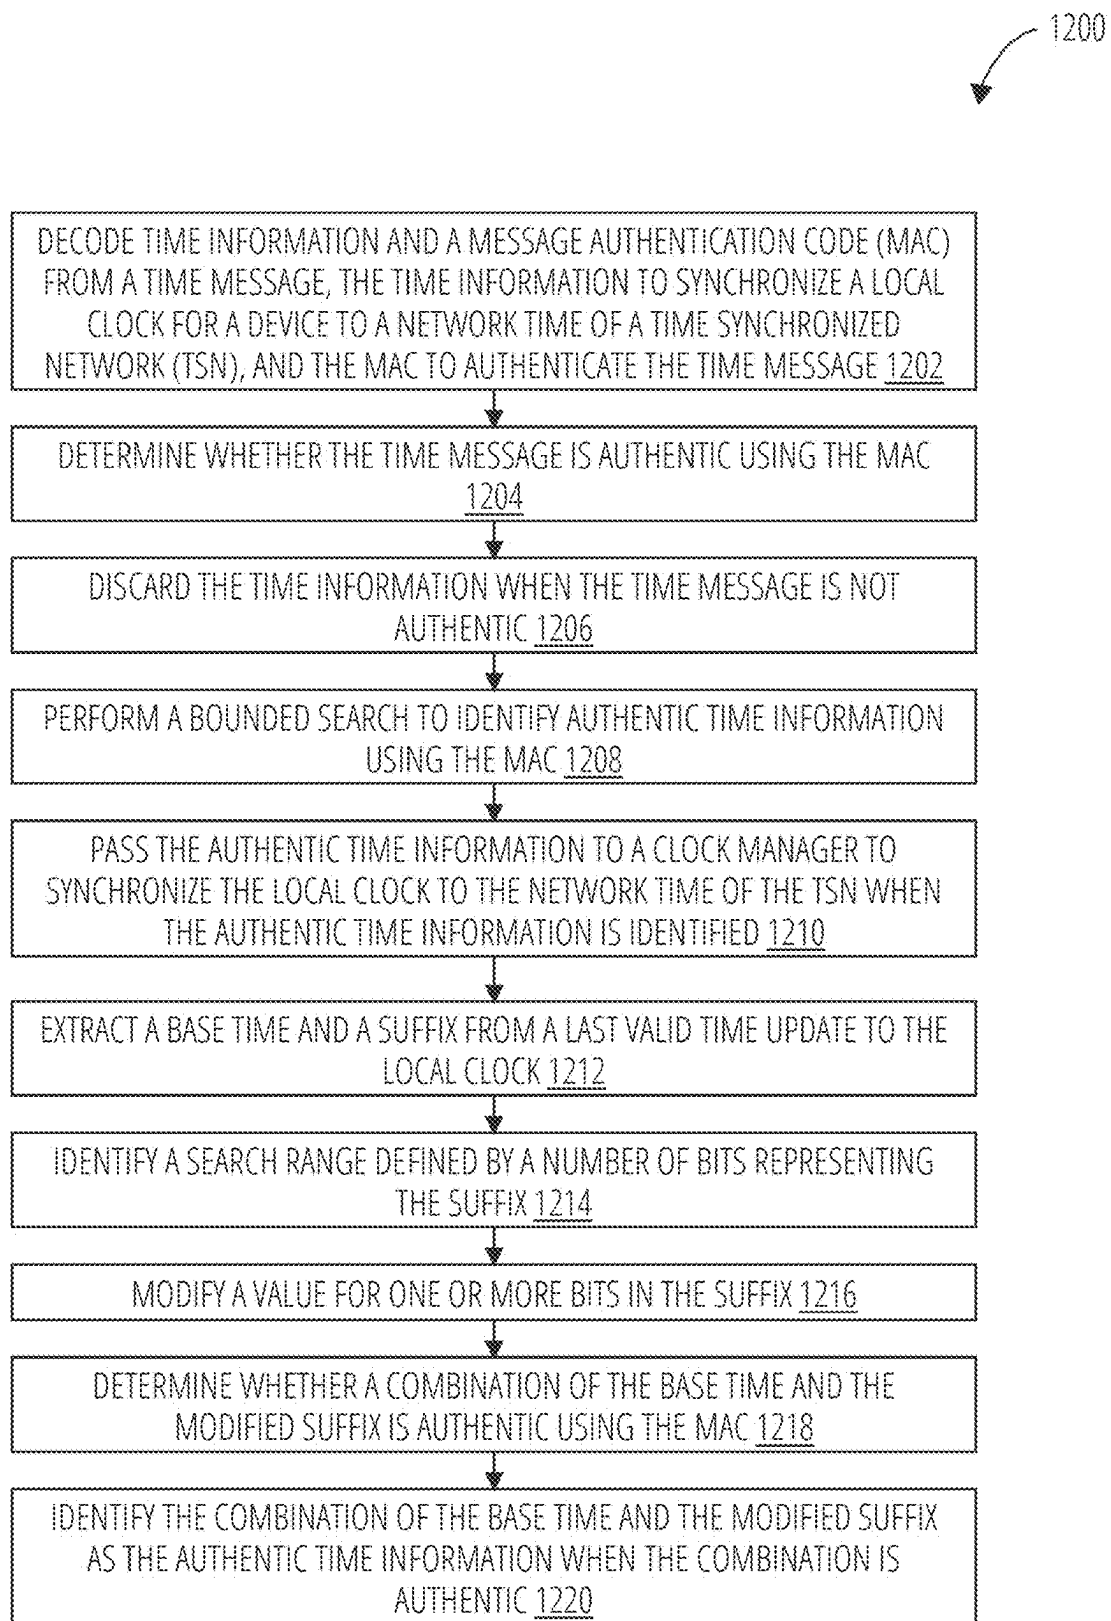 1200
DECODE TIME INFORMATION AND A MESSAGE AUTHENTICATION CODE (MAC)
FROM A TIME MESSAGE, THE TIME INFORMATION TO SYNCHRONIZE A LOCAL
CLOCK FOR A DEVICE TO A NETWORK TIME OF A TIME SYNCHRONIZED
NETWORK (TSN), AND THE MAC TO AUTHENTICATE THE TIME MESSAGE 1202
DETERMINE WHETHER THE TIME MESSAGE IS AUTHENTIC USING THE MAC
1204
DISCARD THE TIME INFORMATION WHEN THE TIME MESSAGE IS NOT
AUTHENTIC 1206
PERFORM A BOUNDED SEARCH TO IDENTIFY AUTHENTIC TIME INFORMATION
USING THE MAC 1208
PASS THE AUTHENTIC TIME INFORMATION TO A CLOCK MANAGER TO
SYNCHRONIZE THE LOCAL CLOCK TO THE NETWORK TIME OF THE TSN WHEN
THE AUTHENTIC TIME INFORMATION IS IDENTIFIED 1210
EXTRACT A BASE TIME AND A SUFFIX FROM A LAST VALID TIME UPDATE TO THE
LOCAL CLOCK 1212
IDENTIFY A SEARCH RANGE DEFINED BY A NUMBER OF BITS REPRESENTING
THE SUFFIX 1214
MODIFY A VALUE FOR ONE OR MORE BITS IN THE SUFFIX 1216
DETERMINE WHETHER A COMBINATION OF THE BASE TIME AND THE
MODIFIED SUFFIX IS AUTHENTIC USING THE MAC 1218
IDENTIFY THE COMBINATION OF THE BASE TIME AND THE MODIFIED SUFFIX
AS THE AUTHENTIC TIME INFORMATION WHEN THE COMBINATION IS
AUTHENTIC 1220